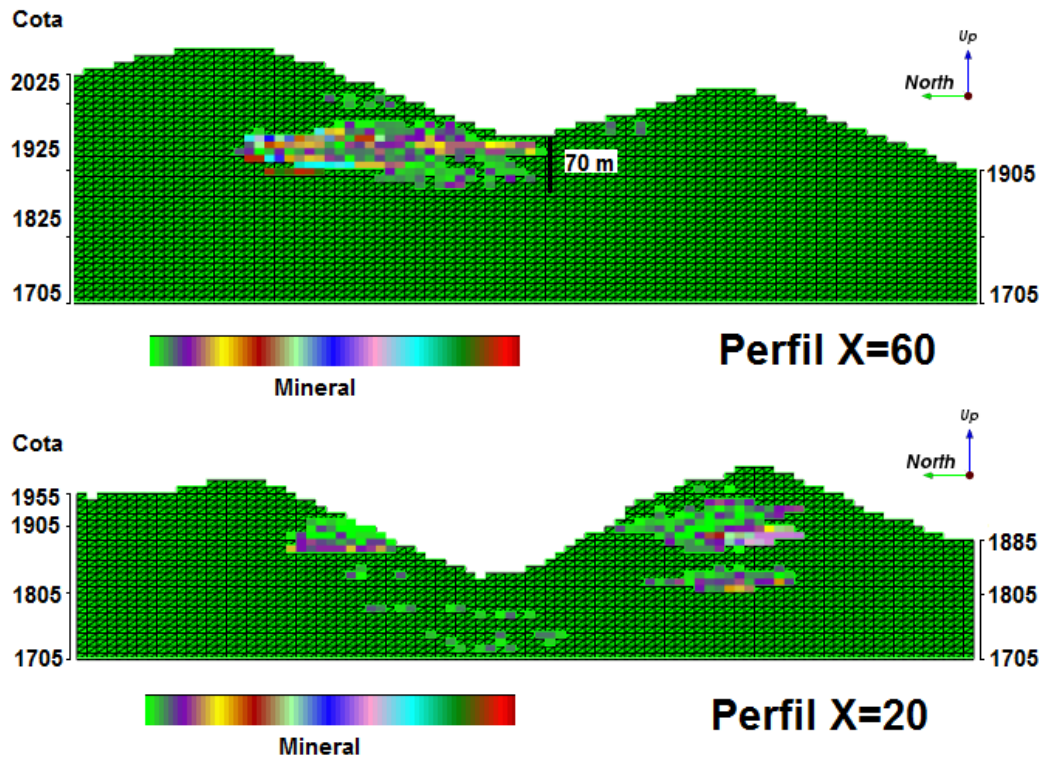 Cota
Up
North
2025
1925
1825
1705
70 m
1905
1705
Mineral
Perfil X=60
Cota
Up
North
1955
1905
1805
1705
1885
1805
1705
Mineral
Perfil X=20